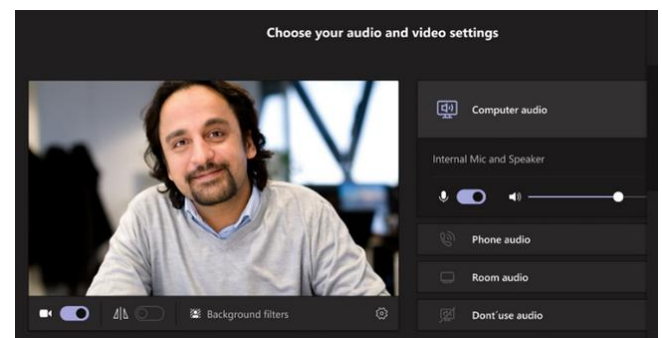 Choose your audio and video settings
Computer audio
Internal Mic and Speaker
Phone audio
Room audio
Background filters
Dont´use audio